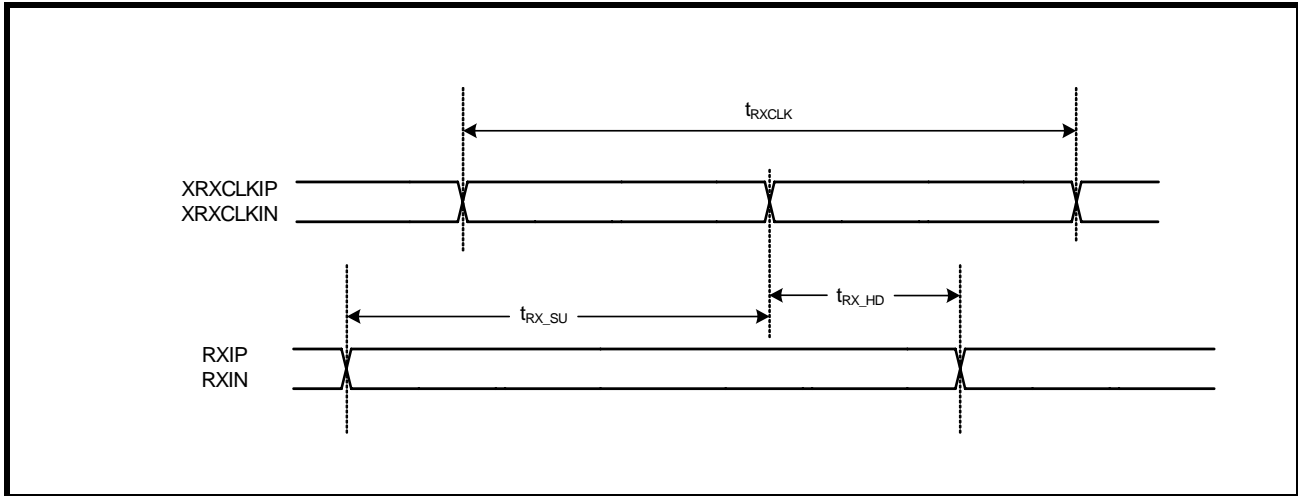 tRXCLK
XRXCLKIP
XRXCLKIN
tRX_HD
tRX_SU
RXIP
RXIN